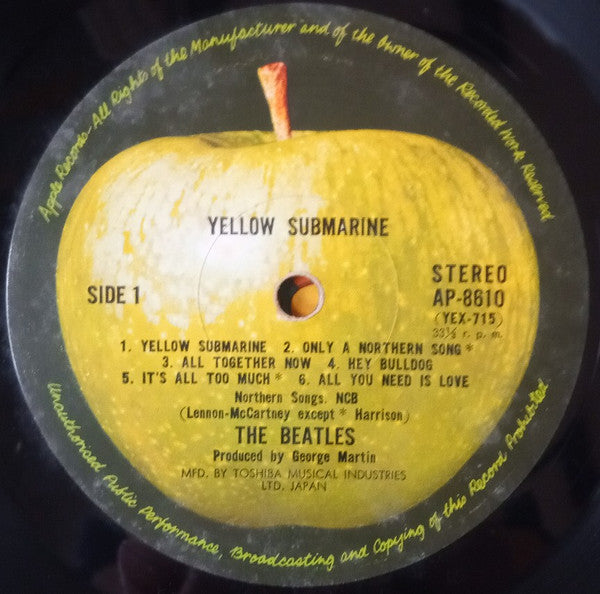 Apple Records-All Rights of the Manufacturer and of the Owner of the Recorded Work Reserved
YELLOW SUBMARINE
SIDE 1
STEREO
AP-8610
(YEX-715)
33⅓ r. p. m.
1. YELLOW SUBMARINE 2. ONLY A NORTHERN SONG *
3. ALL TOGETHER NOW 4. HEY BULLDOG
5. IT'S ALL TOO MUCH * 6. ALL YOU NEED IS LOVE
Northern Songs. NCB
(Lennon-McCartney except * Harrison)
THE BEATLES
Produced by George Martin
MFD. BY TOSHIBA MUSICAL INDUSTRIES
LTD. JAPAN
Unauthorised Public Performance, Broadcasting and Copying of this Record Prohibited.